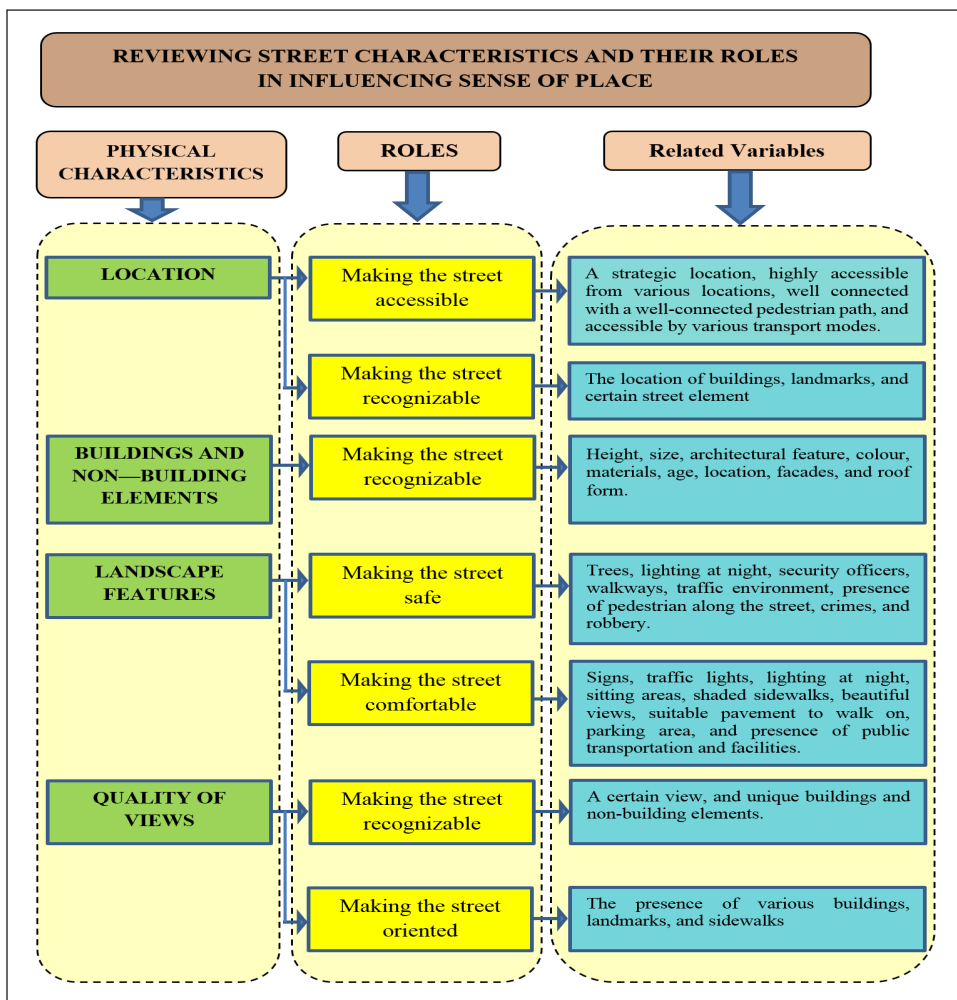 REVIEWING STREET CHARACTERISTICS AND THEIR ROLES
IN INFLUENCING SENSE OF PLACE
PHYSICAL
CHARACTERISTICS
ROLES
Related Variables
LOCATION
Making the street
accessible
A strategic location, highly accessible
from various locations, well connected
with a well-connected pedestrian path, and
accessible by various transport modes.
Making the street
recognizable
The location of buildings, landmarks, and
certain street element
BUILDINGS AND
NON—BUILDING
ELEMENTS
Making the street
recognizable
Height, size, architectural feature, colour,
materials, age, location, facades, and roof
form.
LANDSCAPE
FEATURES
Making the street
safe
Trees, lighting at night, security officers,
walkways, traffic environment, presence
of pedestrian along the street, crimes, and
robbery.
Making the street
comfortable
Signs, traffic lights, lighting at night,
sitting areas, shaded sidewalks, beautiful
views, suitable pavement to walk on,
parking area, and presence of public
transportation and facilities.
QUALITY OF
VIEWS
Making the street
recognizable
A certain view, and unique buildings and
non-building elements.
Making the street
oriented
The presence of various buildings,
landmarks, and sidewalks